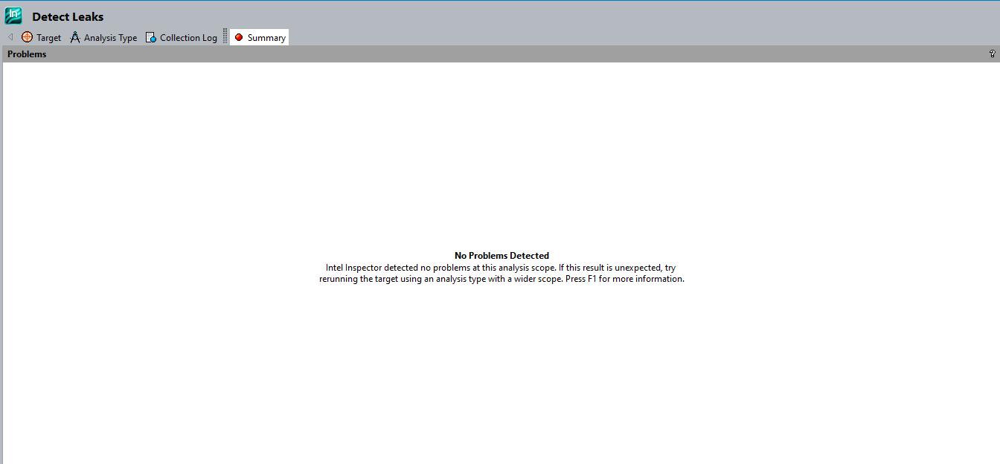 In
Detect Leaks
Target Analysis Type Collection Log Summary
Problems
?
No Problems Detected
Intel Inspector detected no problems at this analysis scope. If this result is unexpected, try
rerunning the target using an analysis type with a wider scope. Press F1 for more information.